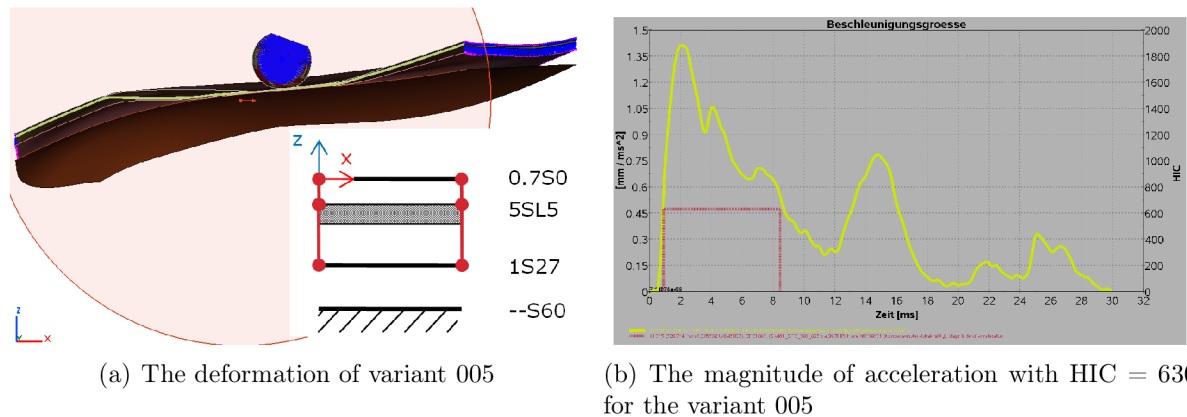 z
x
0.7S0
5SL5
1S27
--S60
z
x
(a) The deformation of variant 005
Beschleunigungsgroesse
[mm / ms^2]
1.5
1.35
1.2
1.05
0.9
0.75
0.6
0.45
0.3
0.15
0
HIC
2000
1800
1600
1400
1200
1000
800
600
400
200
0
0 2 4 6 8 10 12 14 16 18 20 22 24 26 28 30 32
Zeit [ms]
(b) The magnitude of acceleration with HIC = 630
for the variant 005